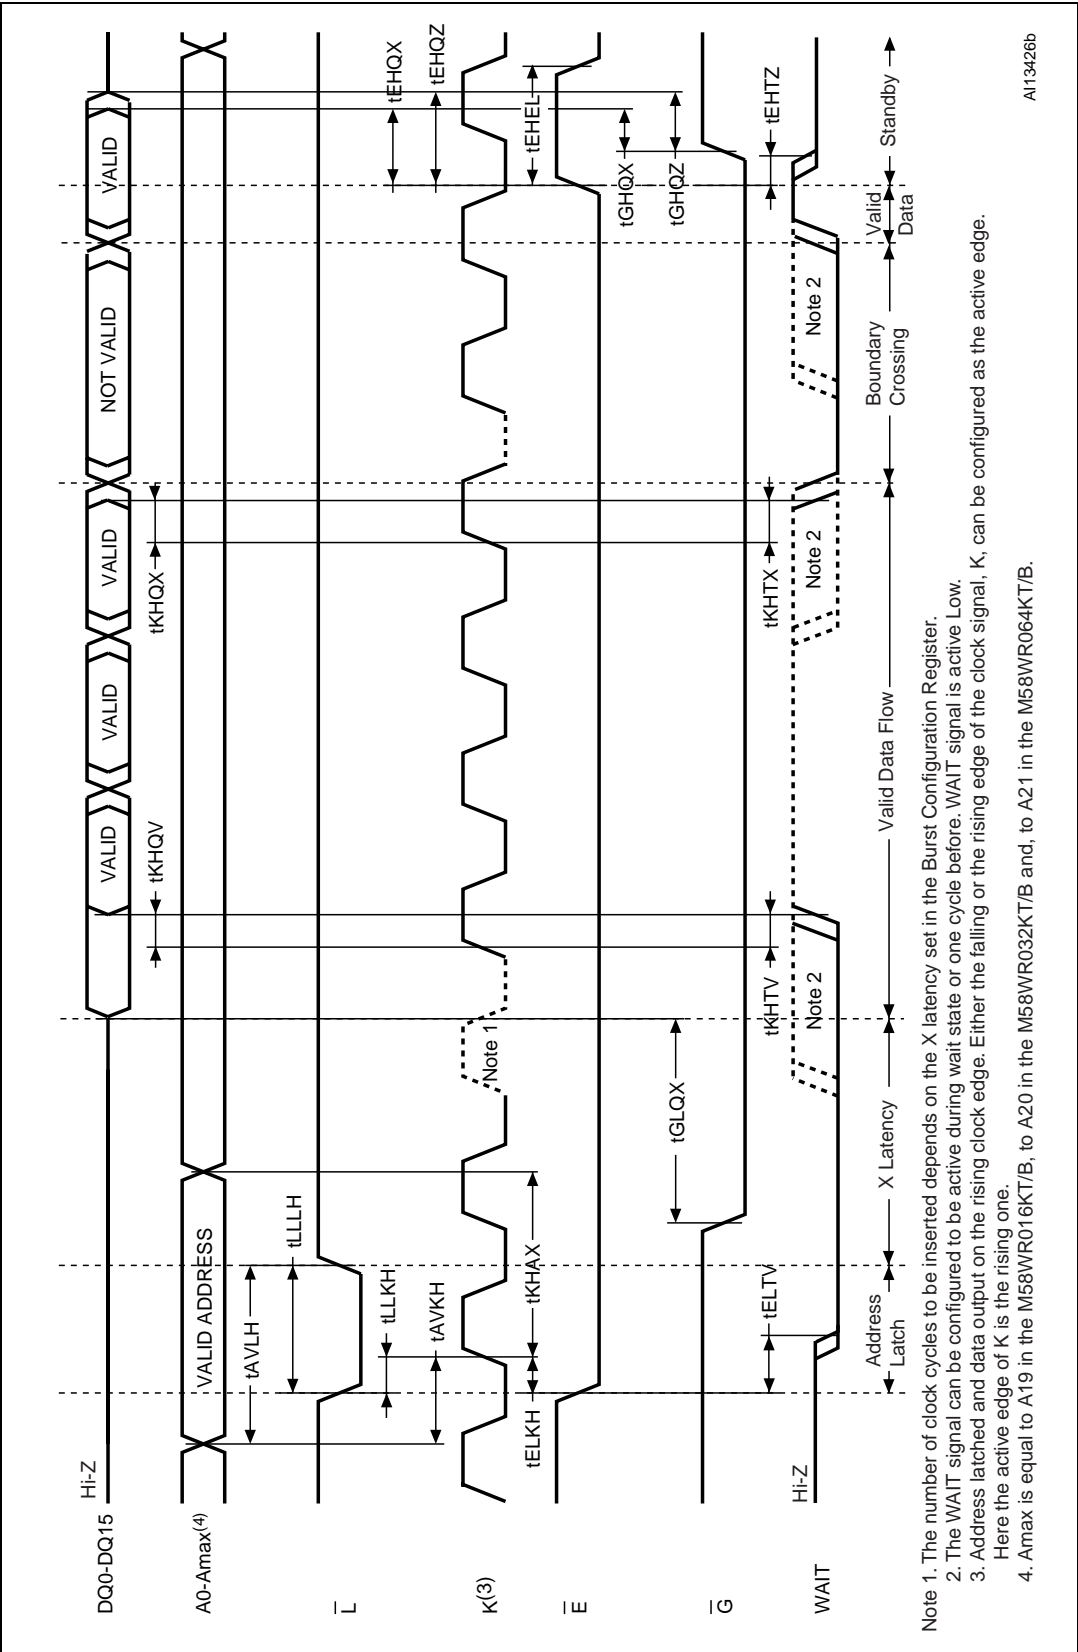 DQ0-DQ15
Hi-Z
VALID
VALID
VALID
NOT VALID
VALID
tKHQV
tKHQX
A0-Amax(4)
VALID ADDRESS
tAVLH
L
tLLLH
tLLKH
tAVKH
K(3)
Note 1
tEHQX
tEHQZ
tELKH
tKHAX
tEHEL
E
tGHQX
tGHQZ
G
tGLQX
tELTV
tKHTV
tKHTX
tEHTZ
WAIT
Hi-Z
Note 2
Note 2
Note 2
Address
Latch
X Latency
Valid Data Flow
Boundary
Crossing
Valid
Data
Standby
Note 1. The number of clock cycles to be inserted depends on the X latency set in the Burst Configuration Register.
2. The WAIT signal can be configured to be active during wait state or one cycle before. WAIT signal is active Low.
3. Address latched and data output on the rising clock edge. Either the falling or the rising edge of the clock signal, K, can be configured as the active edge.
Here the active edge of K is the rising one.
4. Amax is equal to A19 in the M58WR016KT/B, to A20 in the M58WR032KT/B and, to A21 in the M58WR064KT/B.
AI13426b